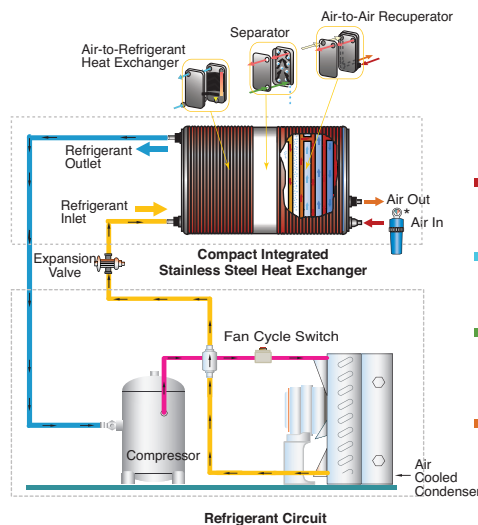 Air-to-Air Recuperator
Separator
Air-to-Refrigerant
Heat Exchanger
Refrigerant
Outlet
Refrigerant
Inlet
Air Out
*
Air In
Compact Integrated
Stainless Steel Heat Exchanger
Expansion
Valve
Fan Cycle Switch
Compressor
Air
Cooled
Condenser
Refrigerant Circuit